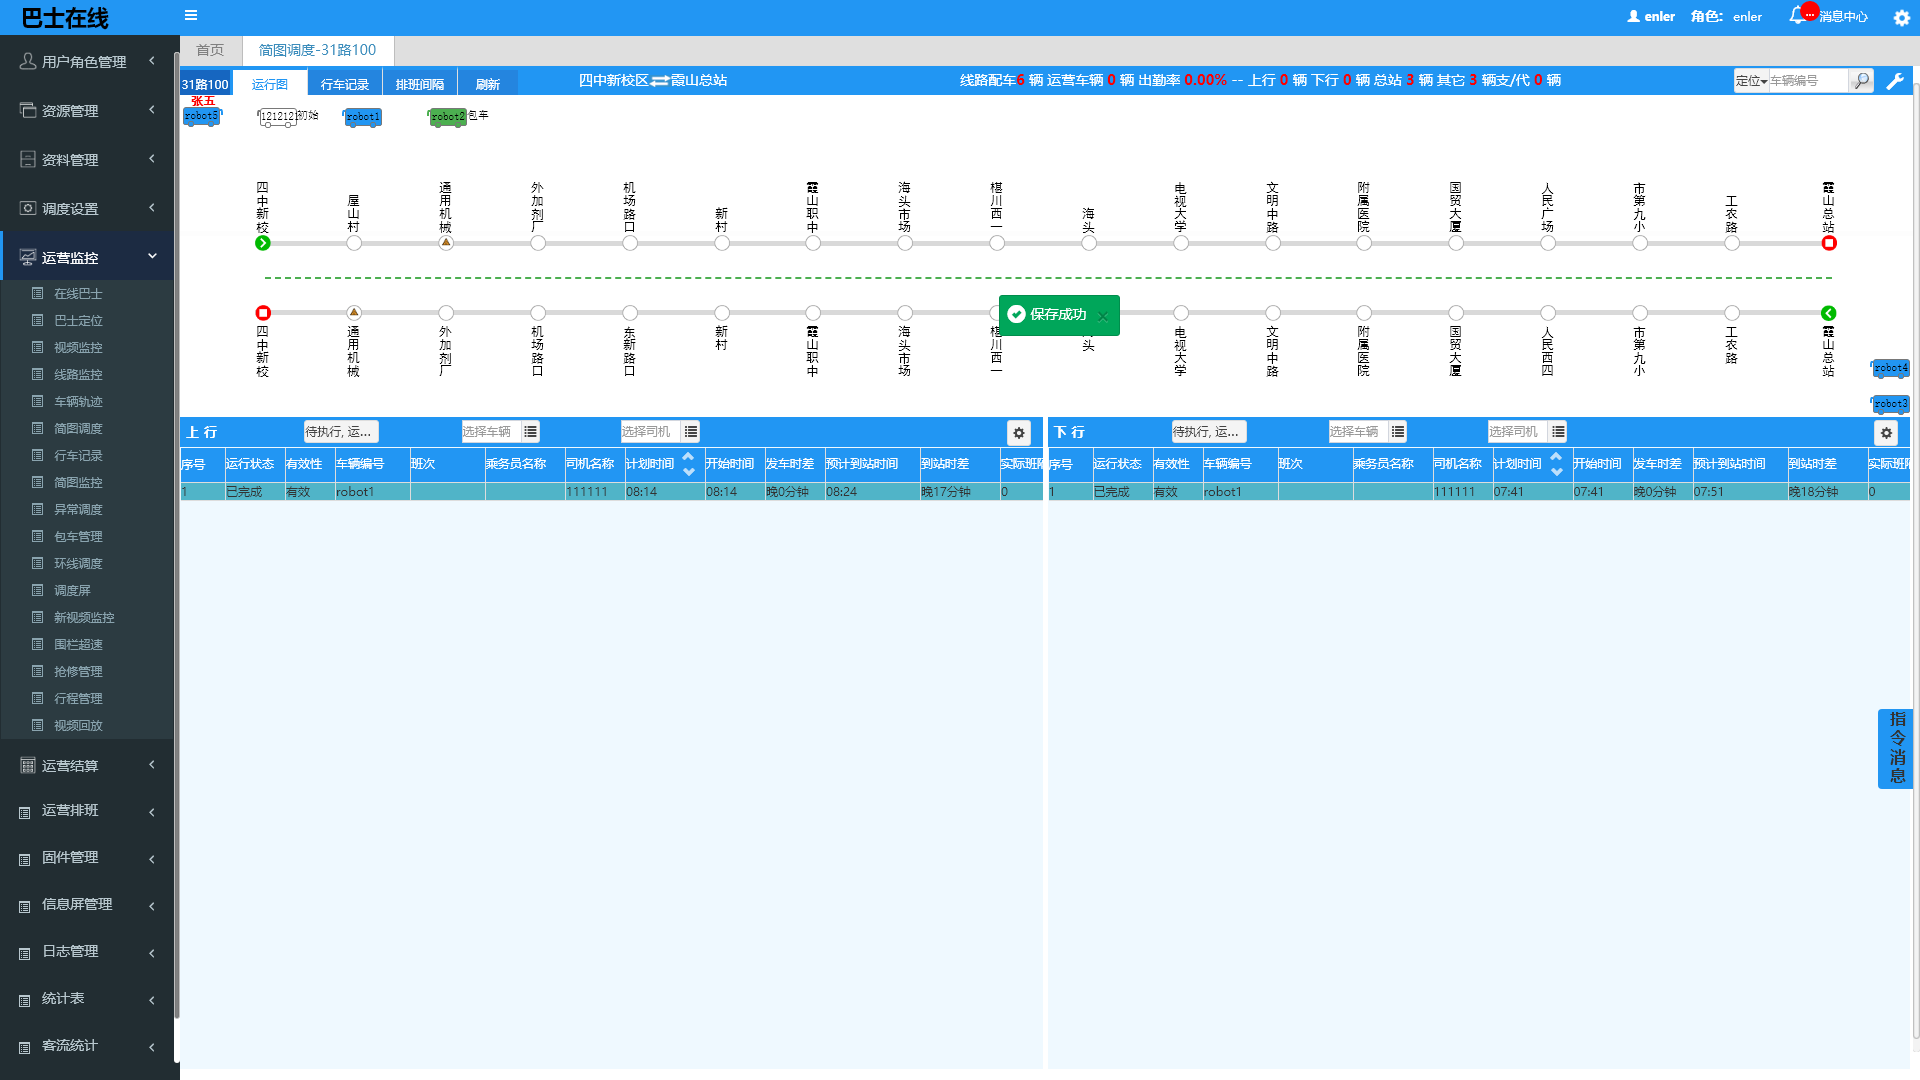 巴士在线
enler 角色: enler ... 消息中心
首页 简图调度-31路100
31路100 运行图 行车记录 排班间隔 刷新
四中新校区⇌霞山总站
线路配车6 辆 运营车辆 0 辆 出勤率 0.00% -- 上行 0 辆 下行 0 辆 总站 3 辆 其它 3 辆支/代 0 辆
定位 车辆编号
用户角色管理
资源管理
资料管理
调度设置
运营监控
在线巴士
巴士定位
视频监控
线路监控
车辆轨迹
简图调度
行车记录
简图监控
异常调度
包车管理
环线调度
调度屏
新视频监控
围栏超速
抢修管理
行程管理
视频回放
运营结算
运营排班
固件管理
信息屏管理
日志管理
统计表
客流统计
张五
robot5 1212121 初始 robot1 robot2 包车
四中新校
屋山村
通用机械
外加剂厂
机场路口
新村
霞山职中
海头市场
椹川西一
海头
电视大学
文明中路
附属医院
国贸大厦
人民广场
市第九小
工农路
霞山总站
保存成功 ×
四中新校
通用机械
外加剂厂
机场路口
东新路口
新村
霞山职中
海头市场
椹川西一
头
电视大学
文明中路
附属医院
国贸大厦
人民西四
市第九小
工农路
霞山总站
robot4
robot3
上 行 待执行, 运... 选择车辆 选择司机
序号 运行状态 有效性 车辆编号 班次 乘务员名称 司机名称 计划时间 开始时间 发车时差 预计到站时间 到站时差 实际班
1 已完成 有效 robot1 111111 08:14 08:14 晚0分钟 08:24 晚17分钟 0
下 行 待执行, 运... 选择车辆 选择司机
序号 运行状态 有效性 车辆编号 班次 乘务员名称 司机名称 计划时间 开始时间 发车时差 预计到站时间 到站时差 实际班
1 已完成 有效 robot1 111111 07:41 07:41 晚0分钟 07:51 晚18分钟 0
指令消息